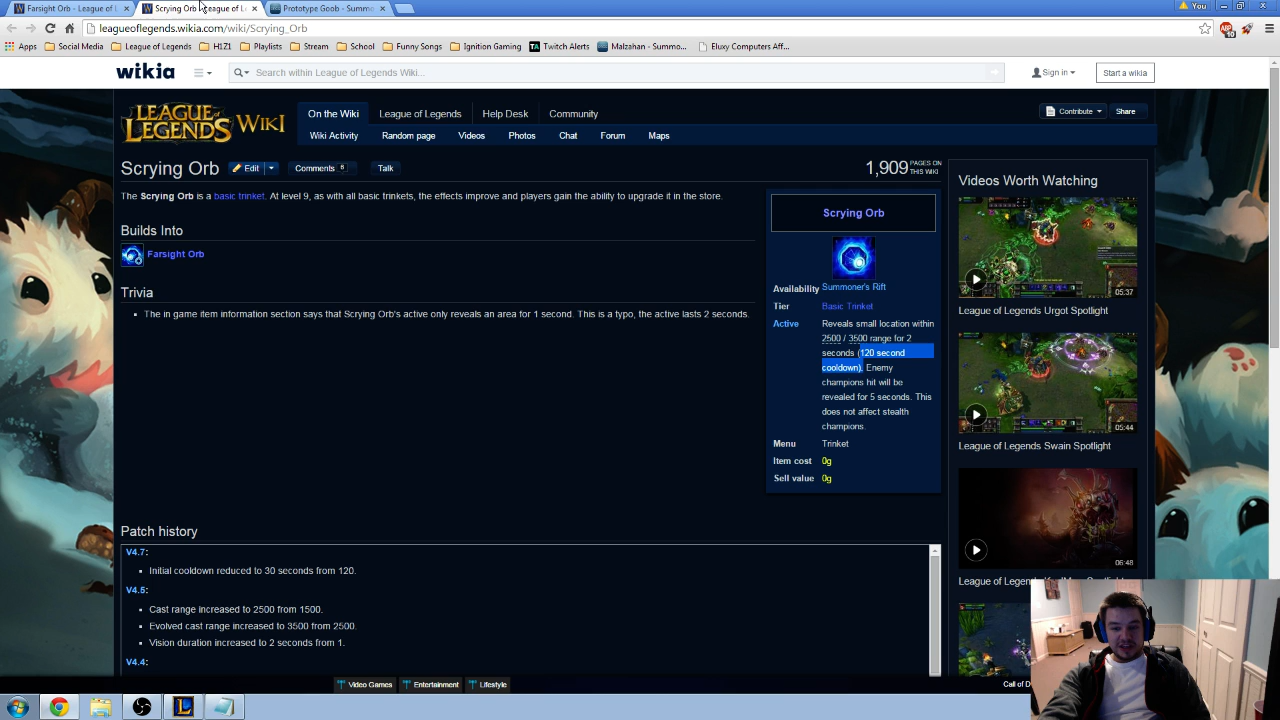 Farsight Orb - League of L
Scrying Orb
Prototype Goob - Summo
You
leagueoflegends.wikia.com/wiki/Scrying_Orb
Apps Social Media League of Legends H1Z1 Playlists Stream School Funny Songs Ignition Gaming TA Twitch Alerts Malzahan - Summo... Eluxy Computers Aff...
wikia Search within League of Legends Wiki... Sign in Start a wiki
LEAGUE of LEGENDS WIKI
On the Wiki League of Legends Help Desk Community Contribute Share
Wiki Activity Random page Videos Photos Chat Forum Maps
Scrying Orb Edit Comments 8 Talk 1,909 PAGES ON THIS WIKI
The Scrying Orb is a basic trinket. At level 9, as with all basic trinkets, the effects improve and players gain the ability to upgrade it in the store.
Builds Into
Farsight Orb
Trivia
The in game item information section says that Scrying Orb's active only reveals an area for 1 second. This is a typo, the active lasts 2 seconds.
Scrying Orb
Availability Summoner's Rift
Tier Basic Trinket
Active Reveals small location within
2500 / 3500 range for 2
seconds (120 second
cooldown). Enemy
champions hit will be
revealed for 5 seconds. This
does not affect stealth
champions.
Menu Trinket
Item cost 0g
Sell value 0g
Patch history
V4.7:
Initial cooldown reduced to 30 seconds from 120.
V4.5:
Cast range increased to 2500 from 1500.
Evolved cast range increased to 3500 from 2500.
Vision duration increased to 2 seconds from 1.
V4.4:
Videos Worth Watching
05:37
League of Legends Urgot Spotlight
05:44
League of Legends Swain Spotlight
06:48
League of Legen
Video Games Entertainment Lifestyle
Call of D